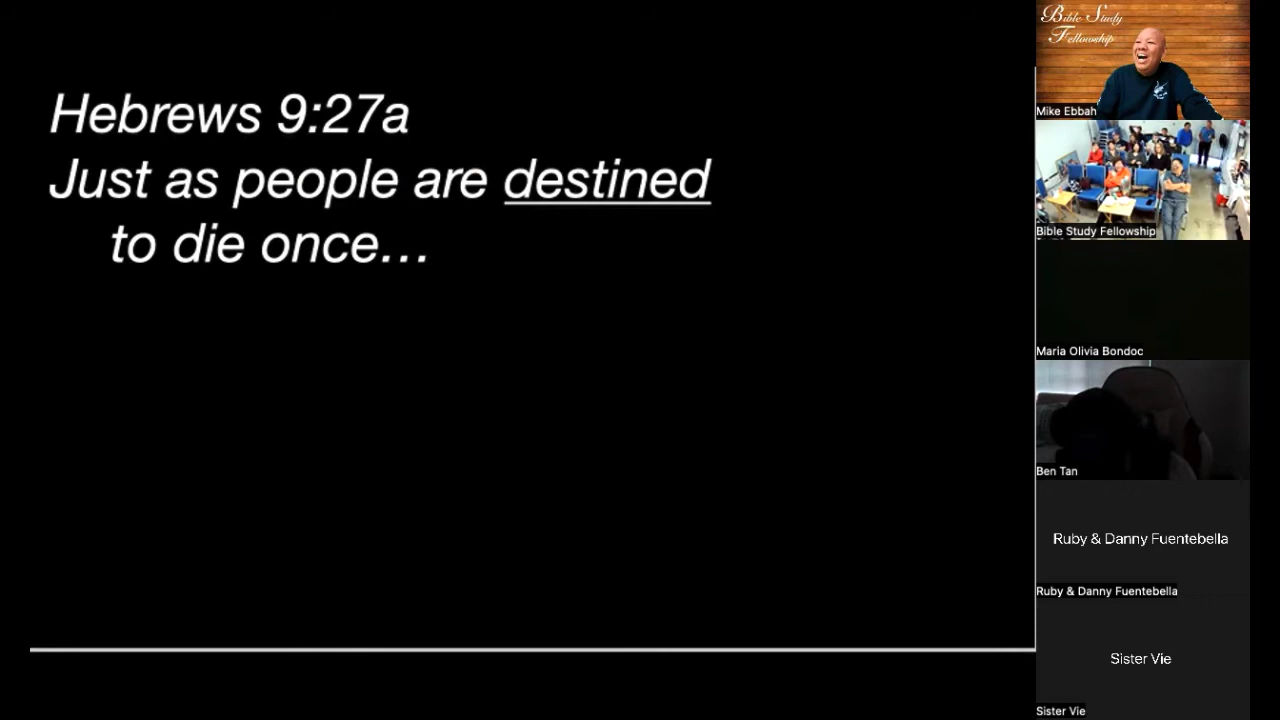 Hebrews 9:27a
Just as people are destined
to die once...
Bible Study
Fellowship
Mike Ebbah
Bible Study Fellowship
Maria Olivia Bondoc
Ben Tan
Ruby & Danny Fuentebella
Ruby & Danny Fuentebella
Sister Vie
Sister Vie